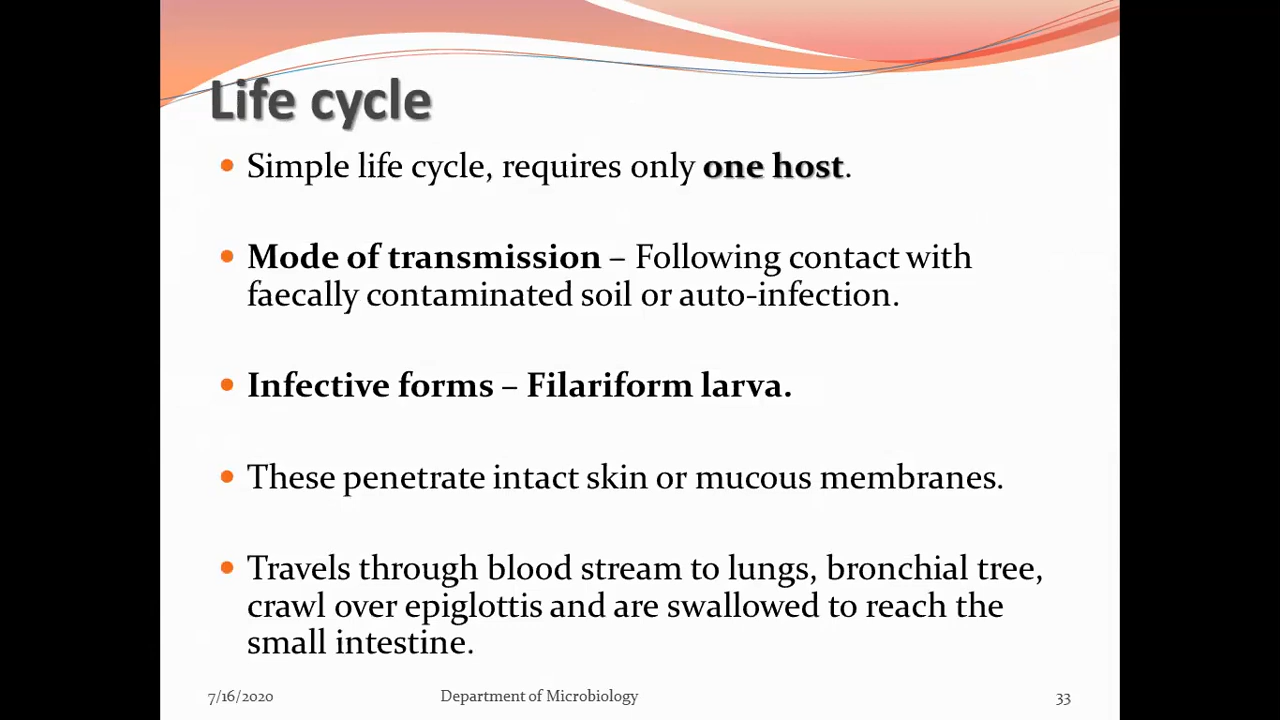 Life cycle
• Simple life cycle, requires only one host.
• Mode of transmission – Following contact with
faecally contaminated soil or auto-infection.
• Infective forms – Filariform larva.
• These penetrate intact skin or mucous membranes.
• Travels through blood stream to lungs, bronchial tree,
crawl over epiglottis and are swallowed to reach the
small intestine.
7/16/2020 Department of Microbiology 33